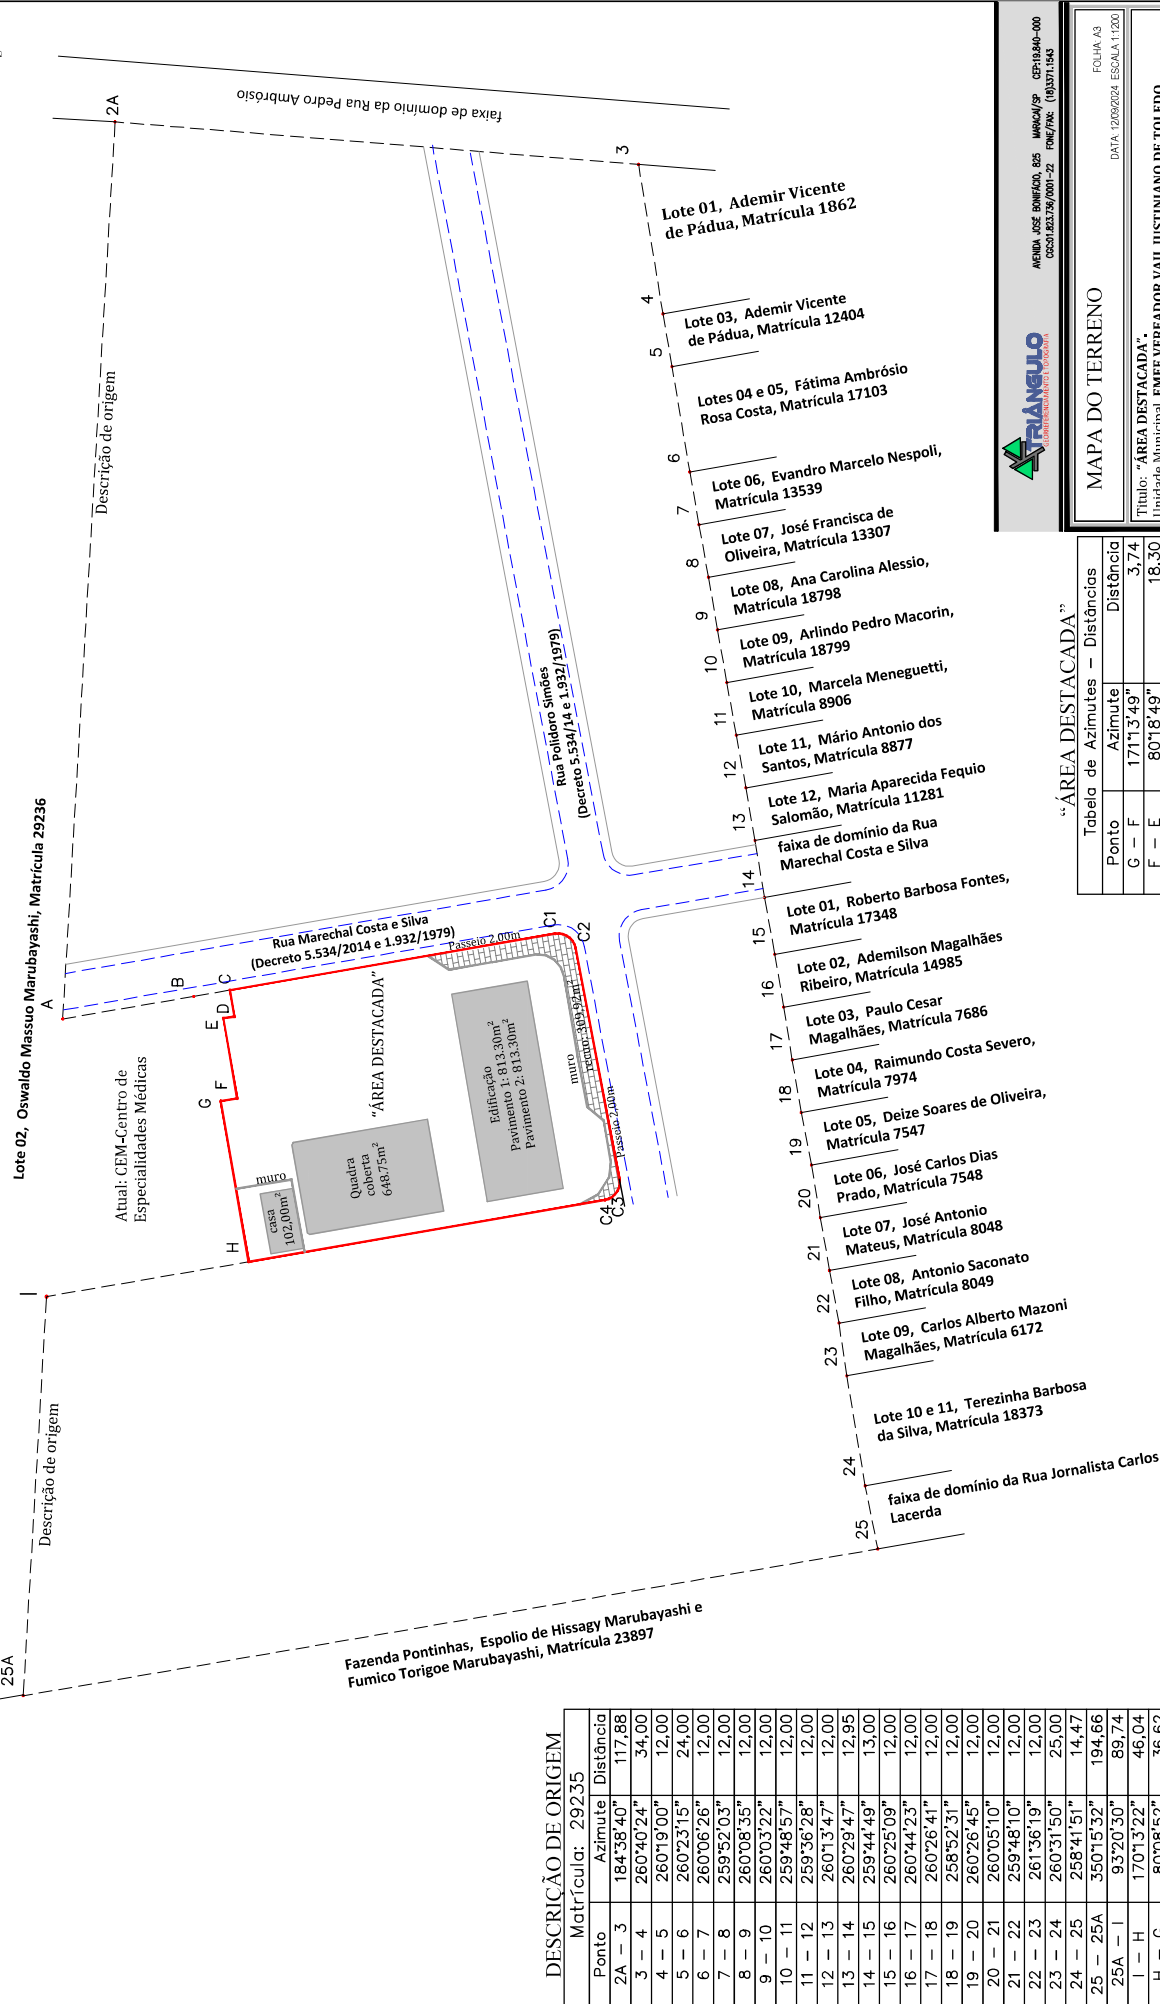 2A
faixa de domínio da Rua Pedro Ambrósio
Descrição de origem
3
Lote 01, Ademir Vicente
de Pádua, Matrícula 1862
4
Lote 03, Ademir Vicente
de Pádua, Matrícula 12404
5
Lotes 04 e 05, Fátima Ambrósio
Rosa Costa, Matrícula 17103
6
Lote 06, Evandro Marcelo Nespoli,
Matrícula 13539
7
Lote 07, José Francisca de
Oliveira, Matrícula 13307
8
Lote 08, Ana Carolina Alessio,
Matrícula 18798
9
Lote 09, Arlindo Pedro Macorin,
Matrícula 18799
10
Lote 10, Marcela Meneguetti,
Matrícula 8906
11
Lote 11, Mário Antonio dos
Santos, Matrícula 8877
12
Lote 12, Maria Aparecida Fequio
Salomão, Matrícula 11281
13
faixa de domínio da Rua
Marechal Costa e Silva
14
Lote 01, Roberto Barbosa Fontes,
Matrícula 17348
15
Lote 02, Ademilson Magalhães
Ribeiro, Matrícula 14985
16
Lote 03, Paulo Cesar
Magalhães, Matrícula 7686
17
Lote 04, Raimundo Costa Severo,
Matrícula 7974
18
Lote 05, Deize Soares de Oliveira,
Matrícula 7547
19
Lote 06, José Carlos Dias
Prado, Matrícula 7548
20
Lote 07, José Antonio
Mateus, Matrícula 8048
21
Lote 08, Antonio Saconato
Filho, Matrícula 8049
22
Lote 09, Carlos Alberto Mazoni
Magalhães, Matrícula 6172
23
Lote 10 e 11, Terezinha Barbosa
da Silva, Matrícula 18373
24
faixa de domínio da Rua Jornalista Carlos
Lacerda
25
Rua Polidoro Simões
(Decreto 5.534/14 e 1.932/1979)
Lote 02, Oswaldo Massuo Marubayashi, Matrícula 29236
Rua Marechal Costa e Silva
(Decreto 5.534/2014 e 1.932/1979)
A
B
C
D
E
F
G
H
I
C1
C2
C3
C4
Passeio 2,00m
"ÁREA DESTACADA"
Atual: CEM-Centro de
Especialidades Médicas
Edificação
Pavimento 1: 813.30m²
Pavimento 2: 813.30m²
muro
recuo: 309,92m²
Passeio 2,00m
Quadra
coberta
648.75m²
muro
casa
102,00m²
Descrição de origem
25A
Fazenda Pontinhas, Espolio de Hissagy Marubayashi e
Fumico Torigoe Marubayashi, Matrícula 23897
TRIÂNGULO
GEORREFERENCIAMENTO E TOPOGRAFIA
AVENIDA JOSÉ BONIFÁCIO, 825 MARACAÍ/SP CEP:19.840-000
CGC:01.823.736/0001-22 FONE/FAX: (18)3371.1543
MAPA DO TERRENO
FOLHA: A3
DATA: 12/09/2024 ESCALA 1:1200
Titulo: "ÁREA DESTACADA".
Unidade Municipal EMEF VEREADOR VAIL JUSTINIANO DE TOLEDO
"ÁREA DESTACADA"
Tabela de Azimutes – Distâncias
Ponto Azimute Distância
G – F 171°13'49" 3,74
F – E 80°18'49" 18,30
DESCRIÇÃO DE ORIGEM
Matrícula: 29235
Ponto Azimute Distância
2A – 3 184°38'40" 117,88
3 – 4 260°40'24" 34,00
4 – 5 260°19'00" 12,00
5 – 6 260°23'15" 24,00
6 – 7 260°06'26" 12,00
7 – 8 259°52'03" 12,00
8 – 9 260°08'35" 12,00
9 – 10 260°03'22" 12,00
10 – 11 259°48'57" 12,00
11 – 12 259°36'28" 12,00
12 – 13 260°13'47" 12,00
13 – 14 260°29'47" 12,95
14 – 15 259°44'49" 13,00
15 – 16 260°25'09" 12,00
16 – 17 260°44'23" 12,00
17 – 18 260°26'41" 12,00
18 – 19 258°52'31" 12,00
19 – 20 260°26'45" 12,00
20 – 21 260°05'10" 12,00
21 – 22 259°48'10" 12,00
22 – 23 261°36'19" 12,00
23 – 24 260°31'50" 25,00
24 – 25 258°41'51" 14,47
25 – 25A 350°15'32" 194,66
25A – I 93°20'30" 89,74
I – H 170°13'22" 46,04
H – G 80°08'52" 36,62